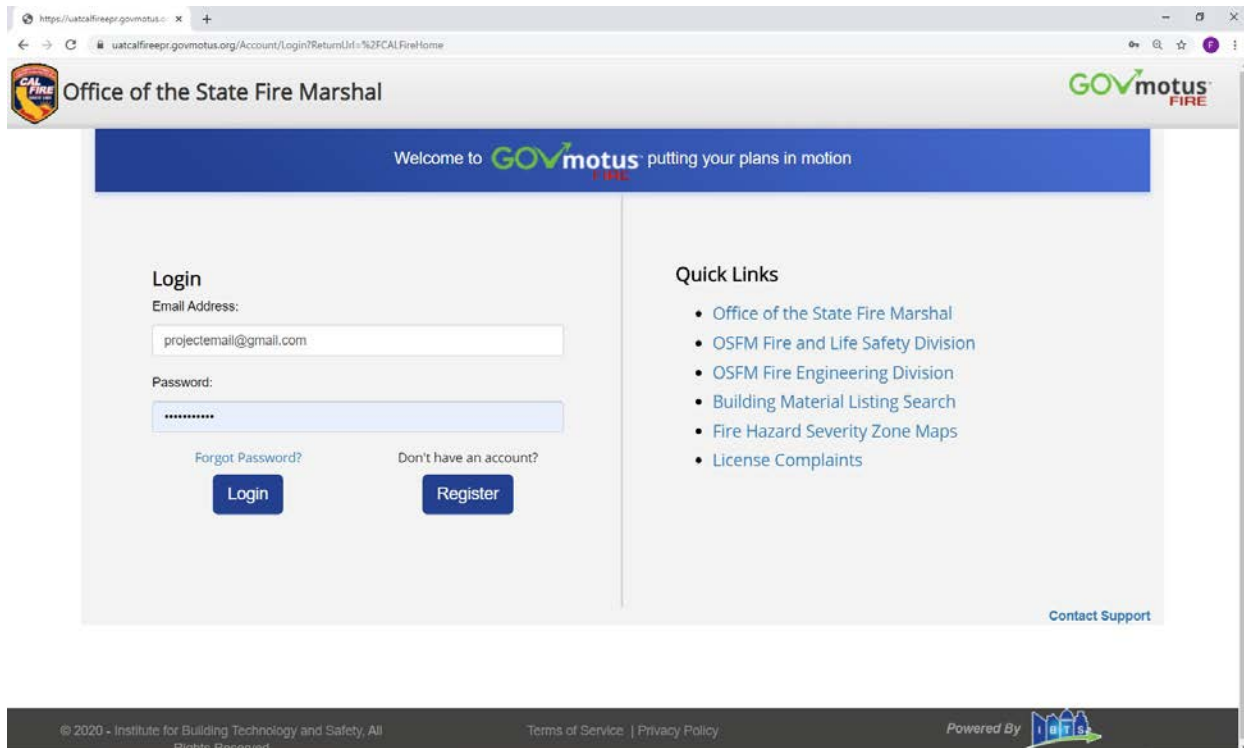 https://uatcalfireepr.govmotus.o
uatcalfireepr.govmotus.org/Account/Login?ReturnUrl=%2FCALFireHome
F
CAL
FIRE
Office of the State Fire Marshal
GOVmotus
FIRE
Welcome to GOVmotus putting your plans in motion
FIRE
Login
Email Address:
projectemail@gmail.com
Password:
•••••••••••
Forgot Password?
Don't have an account?
Login
Register
Quick Links
• Office of the State Fire Marshal
• OSFM Fire and Life Safety Division
• OSFM Fire Engineering Division
• Building Material Listing Search
• Fire Hazard Severity Zone Maps
• License Complaints
Contact Support
© 2020 - Institute for Building Technology and Safety, All
Rights Reserved
Terms of Service | Privacy Policy
Powered By IBTS